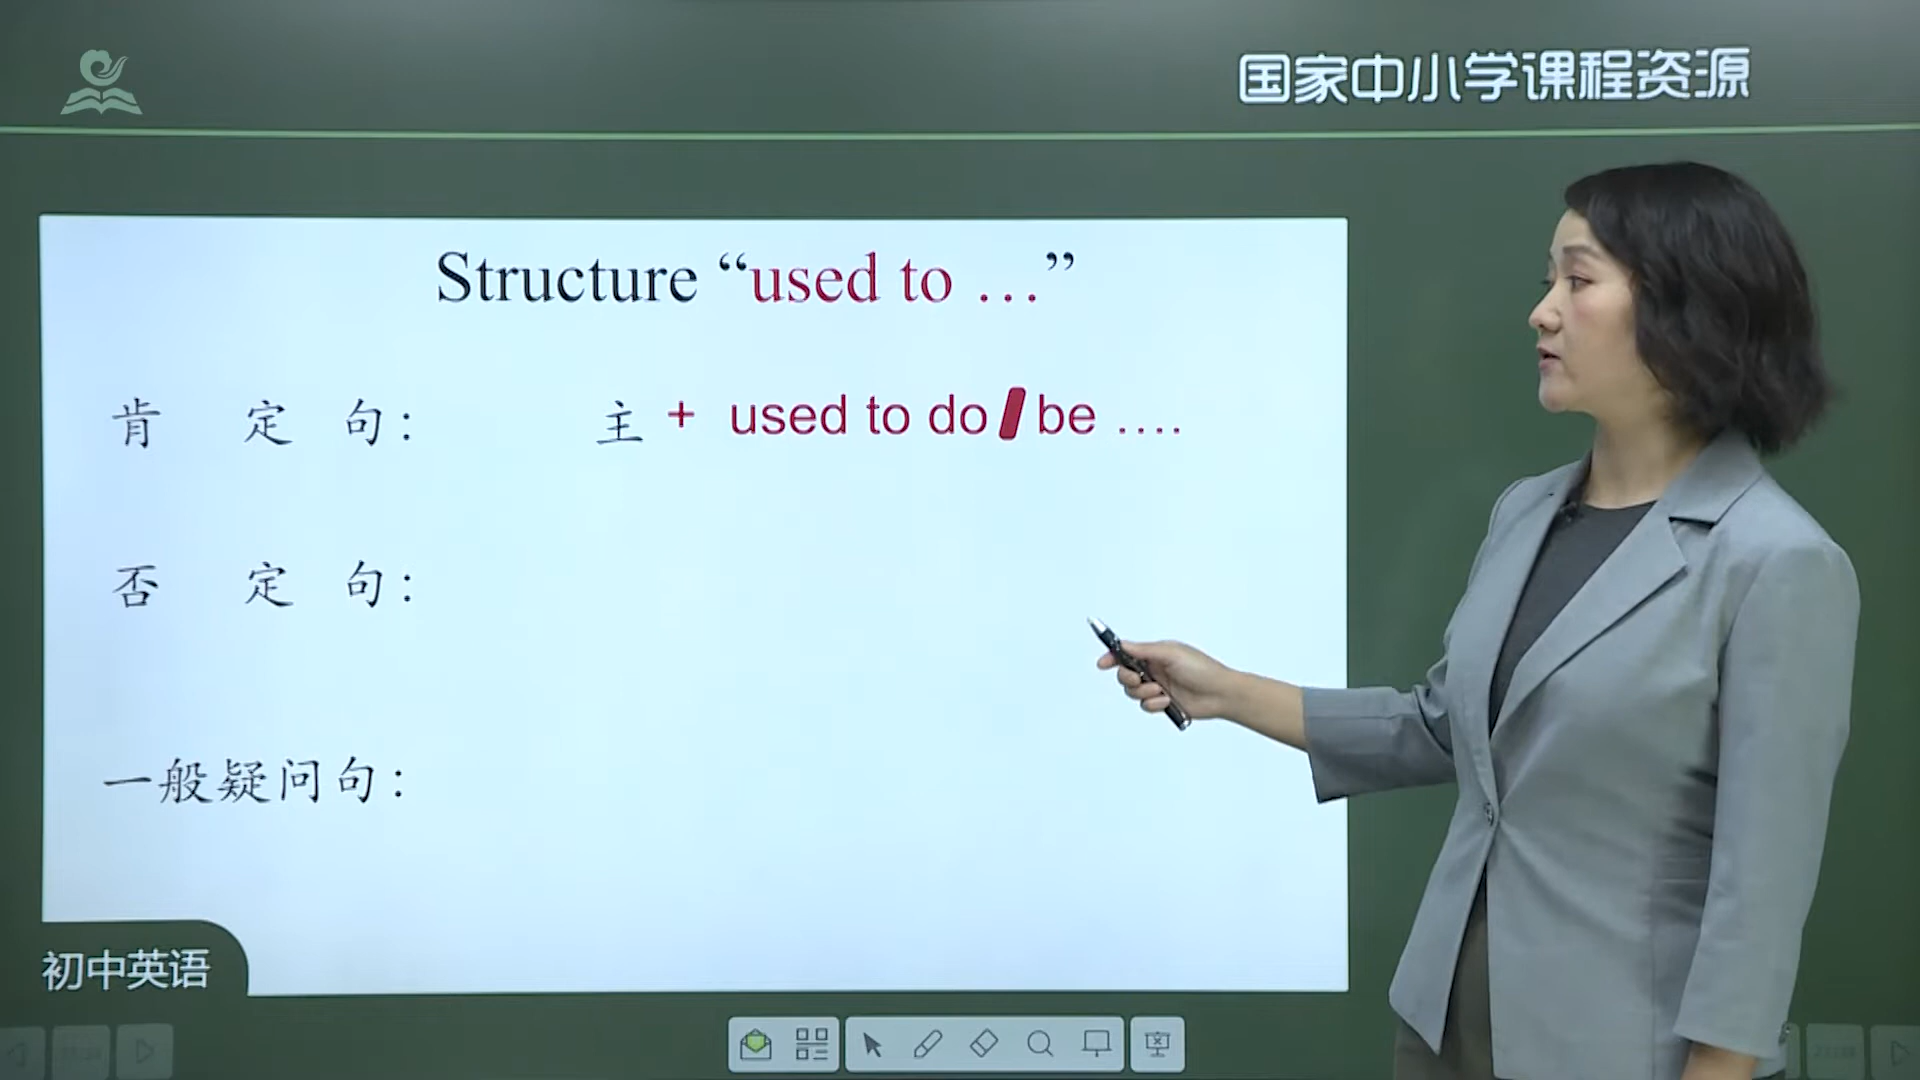 国家中小学课程资源
Structure “used to …”
肯定句： 主 + used to do/be ….
否定句：
一般疑问句：
初中英语